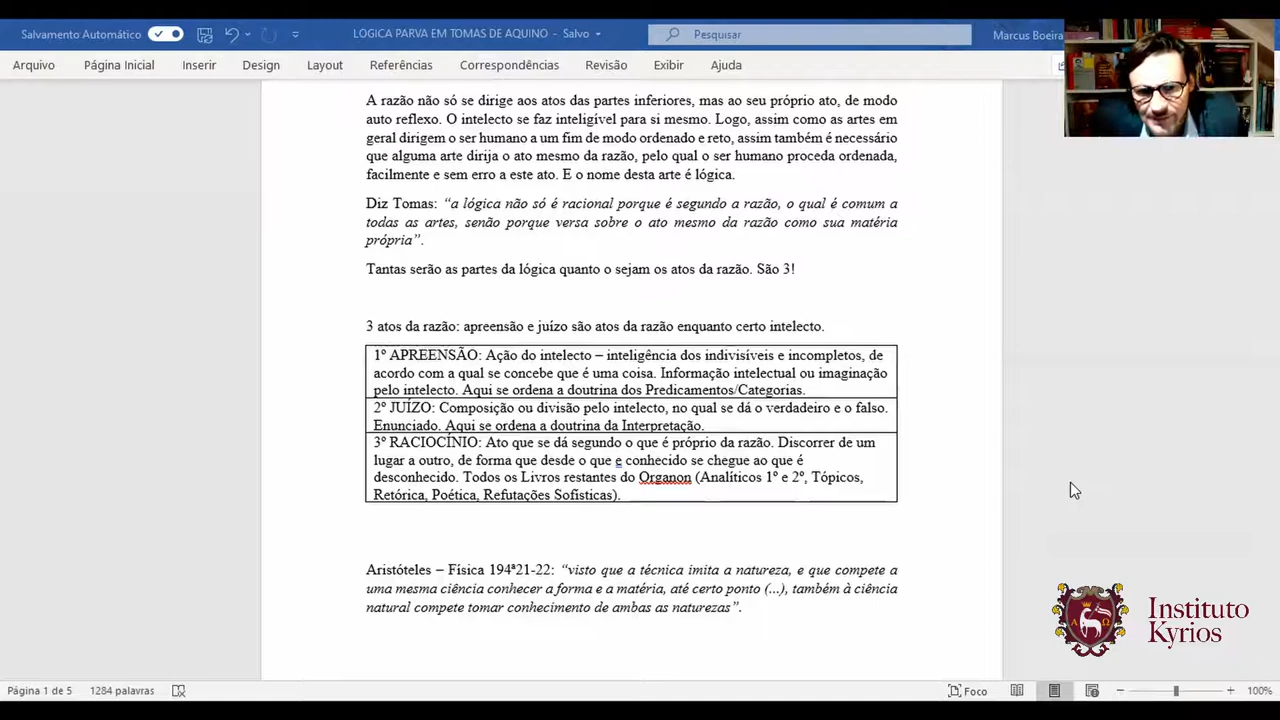 Salvamento Automático
LOGICA PARVA EM TOMAS DE AQUINO - Salvo
Pesquisar
Marcus Boeira
Arquivo Página Inicial Inserir Design Layout Referências Correspondências Revisão Exibir Ajuda
A razão não só se dirige aos atos das partes inferiores, mas ao seu próprio ato, de modo
auto reflexo. O intelecto se faz inteligível para si mesmo. Logo, assim como as artes em
geral dirigem o ser humano a um fim de modo ordenado e reto, assim também é necessário
que alguma arte dirija o ato mesmo da razão, pelo qual o ser humano proceda ordenada,
facilmente e sem erro a este ato. E o nome desta arte é lógica.
Diz Tomas: “a lógica não só é racional porque é segundo a razão, o qual é comum a
todas as artes, senão porque versa sobre o ato mesmo da razão como sua matéria
própria”.
Tantas serão as partes da lógica quanto o sejam os atos da razão. São 3!
3 atos da razão: apreensão e juízo são atos da razão enquanto certo intelecto.
1º APREENSÃO: Ação do intelecto – inteligência dos indivisíveis e incompletos, de
acordo com a qual se concebe que é uma coisa. Informação intelectual ou imaginação
pelo intelecto. Aqui se ordena a doutrina dos Predicamentos/Categorias.
2º JUÍZO: Composição ou divisão pelo intelecto, no qual se dá o verdadeiro e o falso.
Enunciado. Aqui se ordena a doutrina da Interpretação.
3º RACIOCÍNIO: Ato que se dá segundo o que é próprio da razão. Discorrer de um
lugar a outro, de forma que desde o que e conhecido se chegue ao que é
desconhecido. Todos os Livros restantes do Organon (Analíticos 1º e 2º, Tópicos,
Retórica, Poética, Refutações Sofísticas).
Aristóteles – Física 194ª21-22: “visto que a técnica imita a natureza, e que compete a
uma mesma ciência conhecer a forma e a matéria, até certo ponto (...), também à ciência
natural compete tomar conhecimento de ambas as naturezas”.
Α Ω
Instituto
Kyrios
Página 1 de 5 1284 palavras
Foco
100%